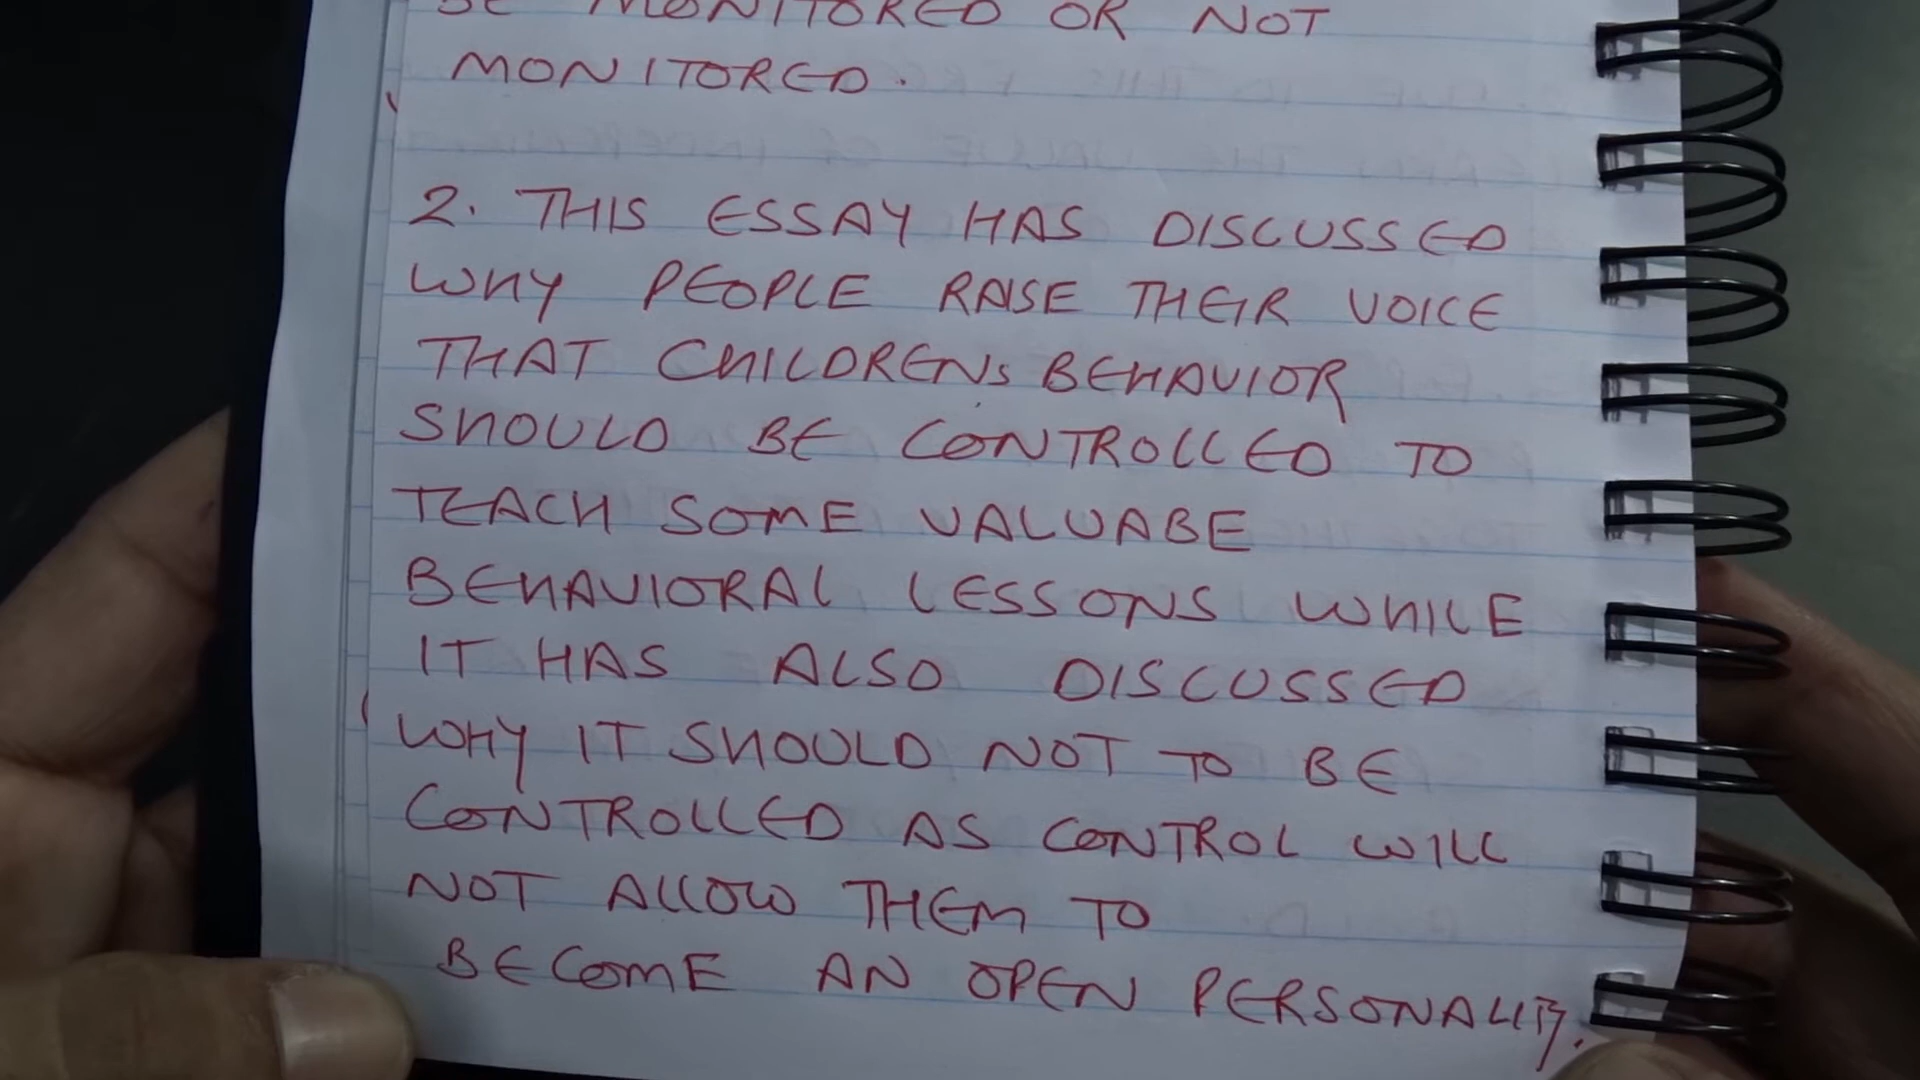 BE MONITORED OR NOT
MONITORED.
2. THIS ESSAY HAS DISCUSSED
WHY PEOPLE RAISE THEIR VOICE
THAT CHILDRENS BEHAVIOR
SHOULD BE CONTROLLED TO
TEACH SOME VALUABE
BEHAVIORAL LESSONS WHILE
IT HAS ALSO DISCUSSED
WHY IT SHOULD NOT TO BE
CONTROLLED AS CONTROL WILL
NOT ALLOW THEM TO
BECOME AN OPEN PERSONALITY.